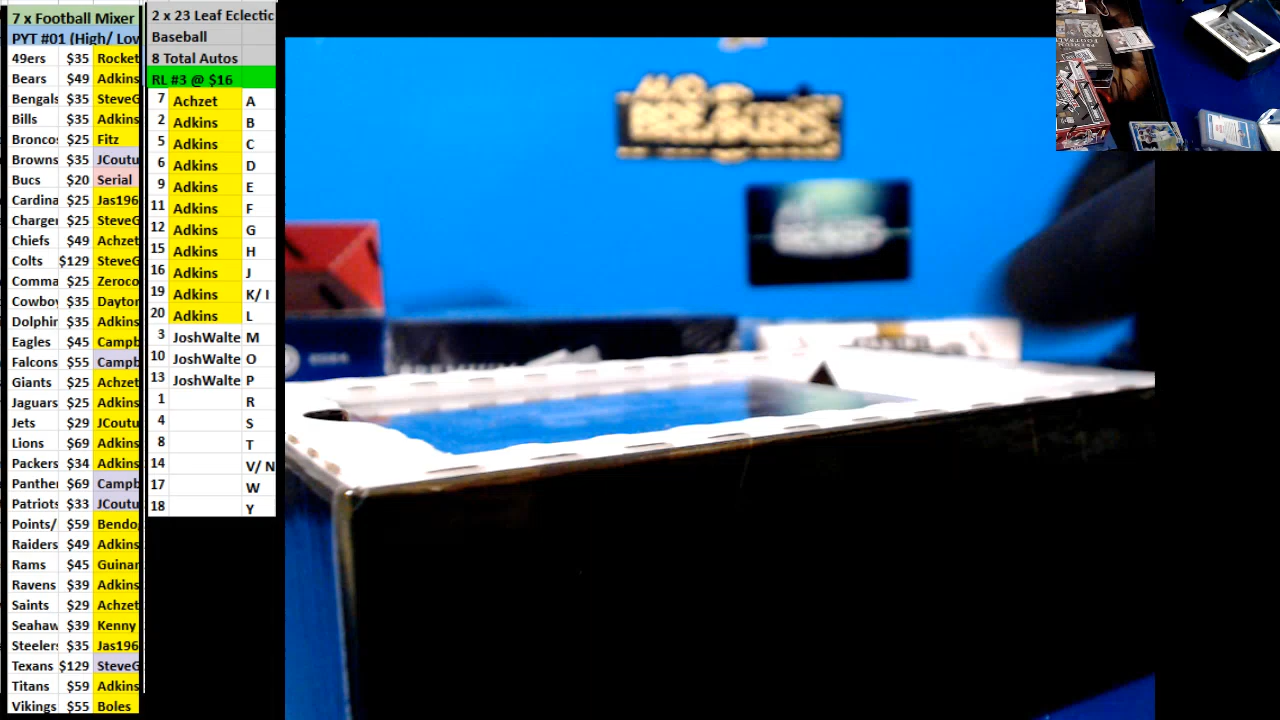 7 x Football Mixer
PYT #01 (High/ Lov
49ers $35 Rocket
Bears $49 Adkins
Bengals $35 SteveG
Bills $35 Adkins
Broncos $25 Fitz
Browns $35 JCoutu
Bucs $20 Serial
Cardina $25 Jas196
Charger $25 SteveG
Chiefs $49 Achzet
Colts $129 SteveG
Comma $25 Zeroco
Cowboy $35 Dayton
Dolphin $35 Adkins
Eagles $45 Campb
Falcons $55 Campb
Giants $25 Achzet
Jaguars $25 Adkins
Jets $29 JCoutu
Lions $69 Adkins
Packers $34 Adkins
Panthe $69 Campb
Patriots $33 JCoutu
Points/ $59 Bendo
Raiders $49 Adkins
Rams $45 Guinar
Ravens $39 Adkins
Saints $29 Achzet
Seahaw $39 Kenny
Steelers $35 Jas196
Texans $129 SteveG
Titans $59 Adkins
Vikings $55 Boles
2 x 23 Leaf Eclectic
Baseball
8 Total Autos
RL #3 @ $16
7 Achzet A
2 Adkins B
5 Adkins C
6 Adkins D
9 Adkins E
11 Adkins F
12 Adkins G
15 Adkins H
16 Adkins J
19 Adkins K/ I
20 Adkins L
3 JoshWalte M
10 JoshWalte O
13 JoshWalte P
1 R
4 S
8 T
14 V/ N
17 W
18 Y